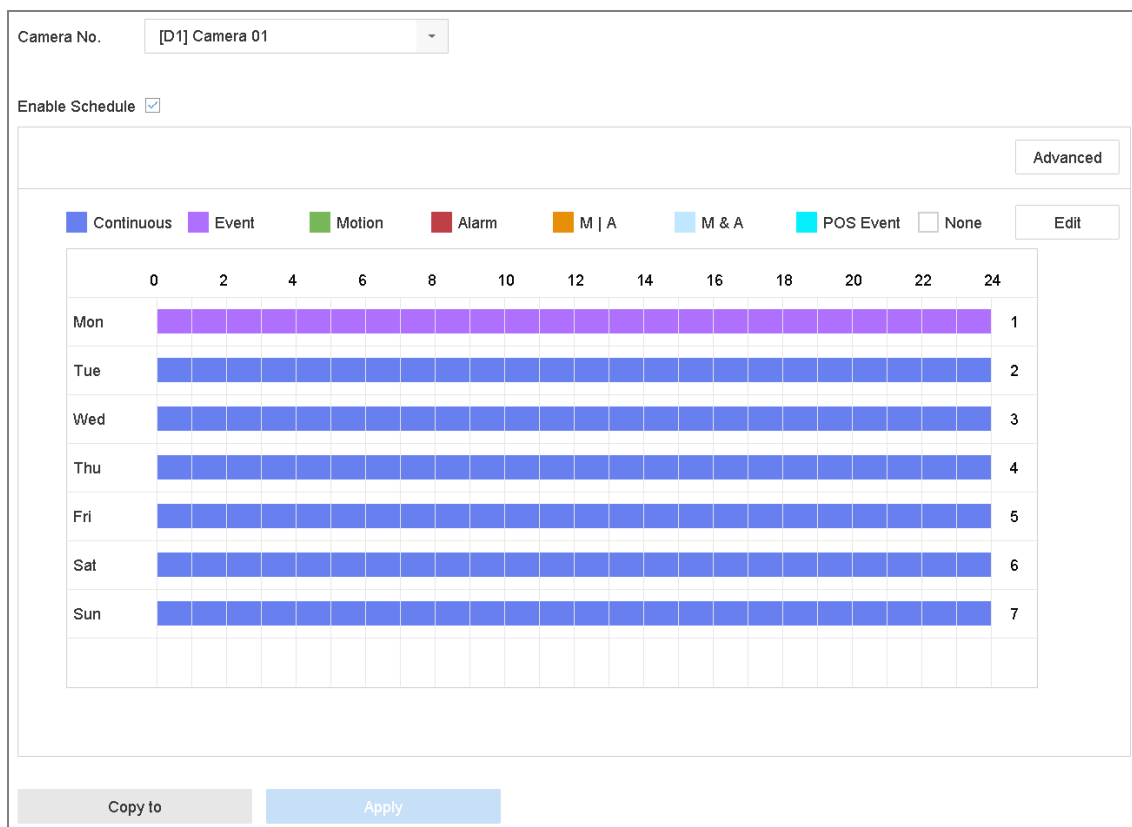 Camera No. [D1] Camera 01
Enable Schedule
Advanced
Continuous Event Motion Alarm M | A M & A POS Event None Edit
0 2 4 6 8 10 12 14 16 18 20 22 24
Mon 1
Tue 2
Wed 3
Thu 4
Fri 5
Sat 6
Sun 7
Copy to Apply